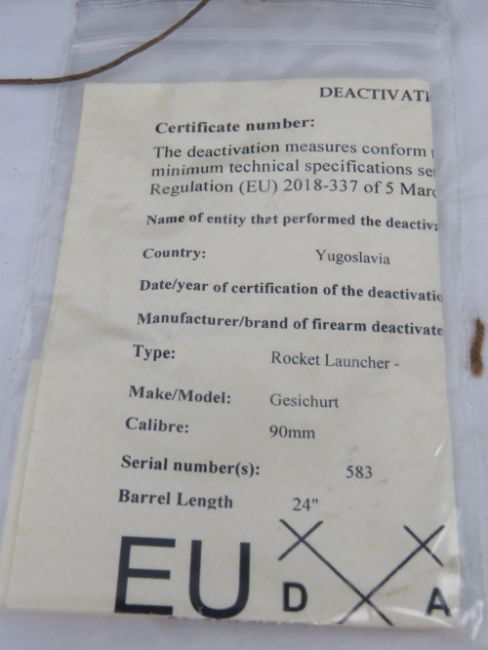 DEACTIVATI
Certificate number:
The deactivation measures conform
minimum technical specifications se
Regulation (EU) 2018-337 of 5 Marc
Name of entity that performed the deactiva
Country: Yugoslavia
Date/year of certification of the deactivatio
Manufacturer/brand of firearm deactivate
Type: Rocket Launcher -
Make/Model: Gesichurt
Calibre: 90mm
Serial number(s): 583
Barrel Length 24"
EU D A